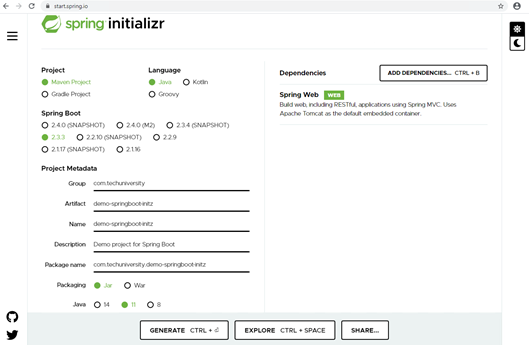 start.spring.io
spring initializr
Project
Maven Project
Gradle Project
Language
Java Kotlin
Groovy
Spring Boot
2.4.0 (SNAPSHOT) 2.4.0 (M2) 2.3.4 (SNAPSHOT)
2.3.3 2.2.10 (SNAPSHOT) 2.2.9
2.1.17 (SNAPSHOT) 2.1.16
Project Metadata
Group com.techuniversity
Artifact demo-springboot-initz
Name demo-springboot-initz
Description Demo project for Spring Boot
Package name com.techuniversity.demo-springboot-initz
Packaging Jar War
Java 14 11 8
Dependencies
ADD DEPENDENCIES... CTRL + B
Spring Web WEB
Build web, including RESTful, applications using Spring MVC. Uses
Apache Tomcat as the default embedded container.
GENERATE CTRL + ⏎
EXPLORE CTRL + SPACE
SHARE...